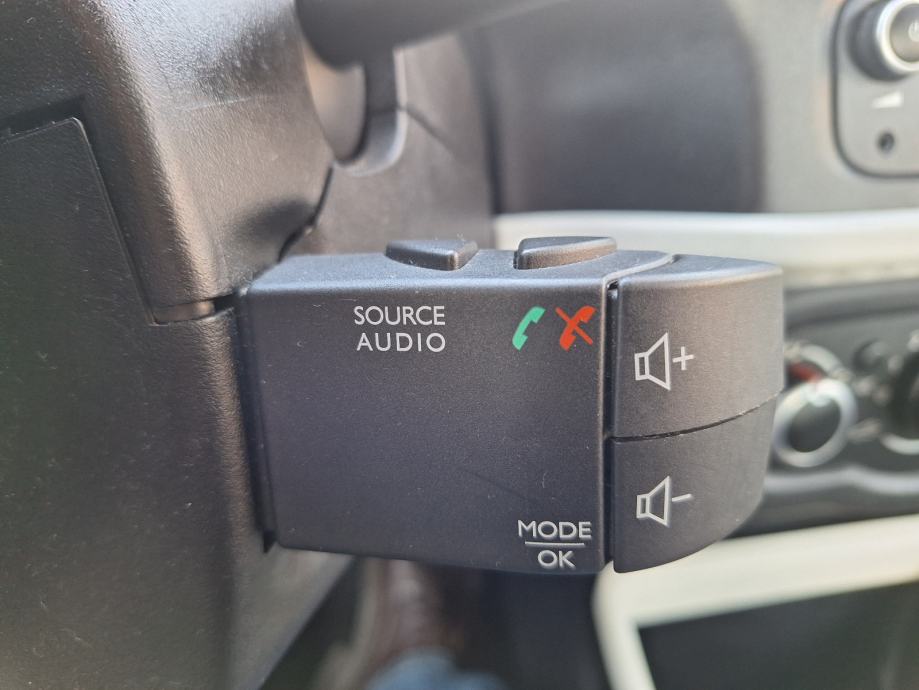 SOURCE
AUDIO
+
-
MODE
OK